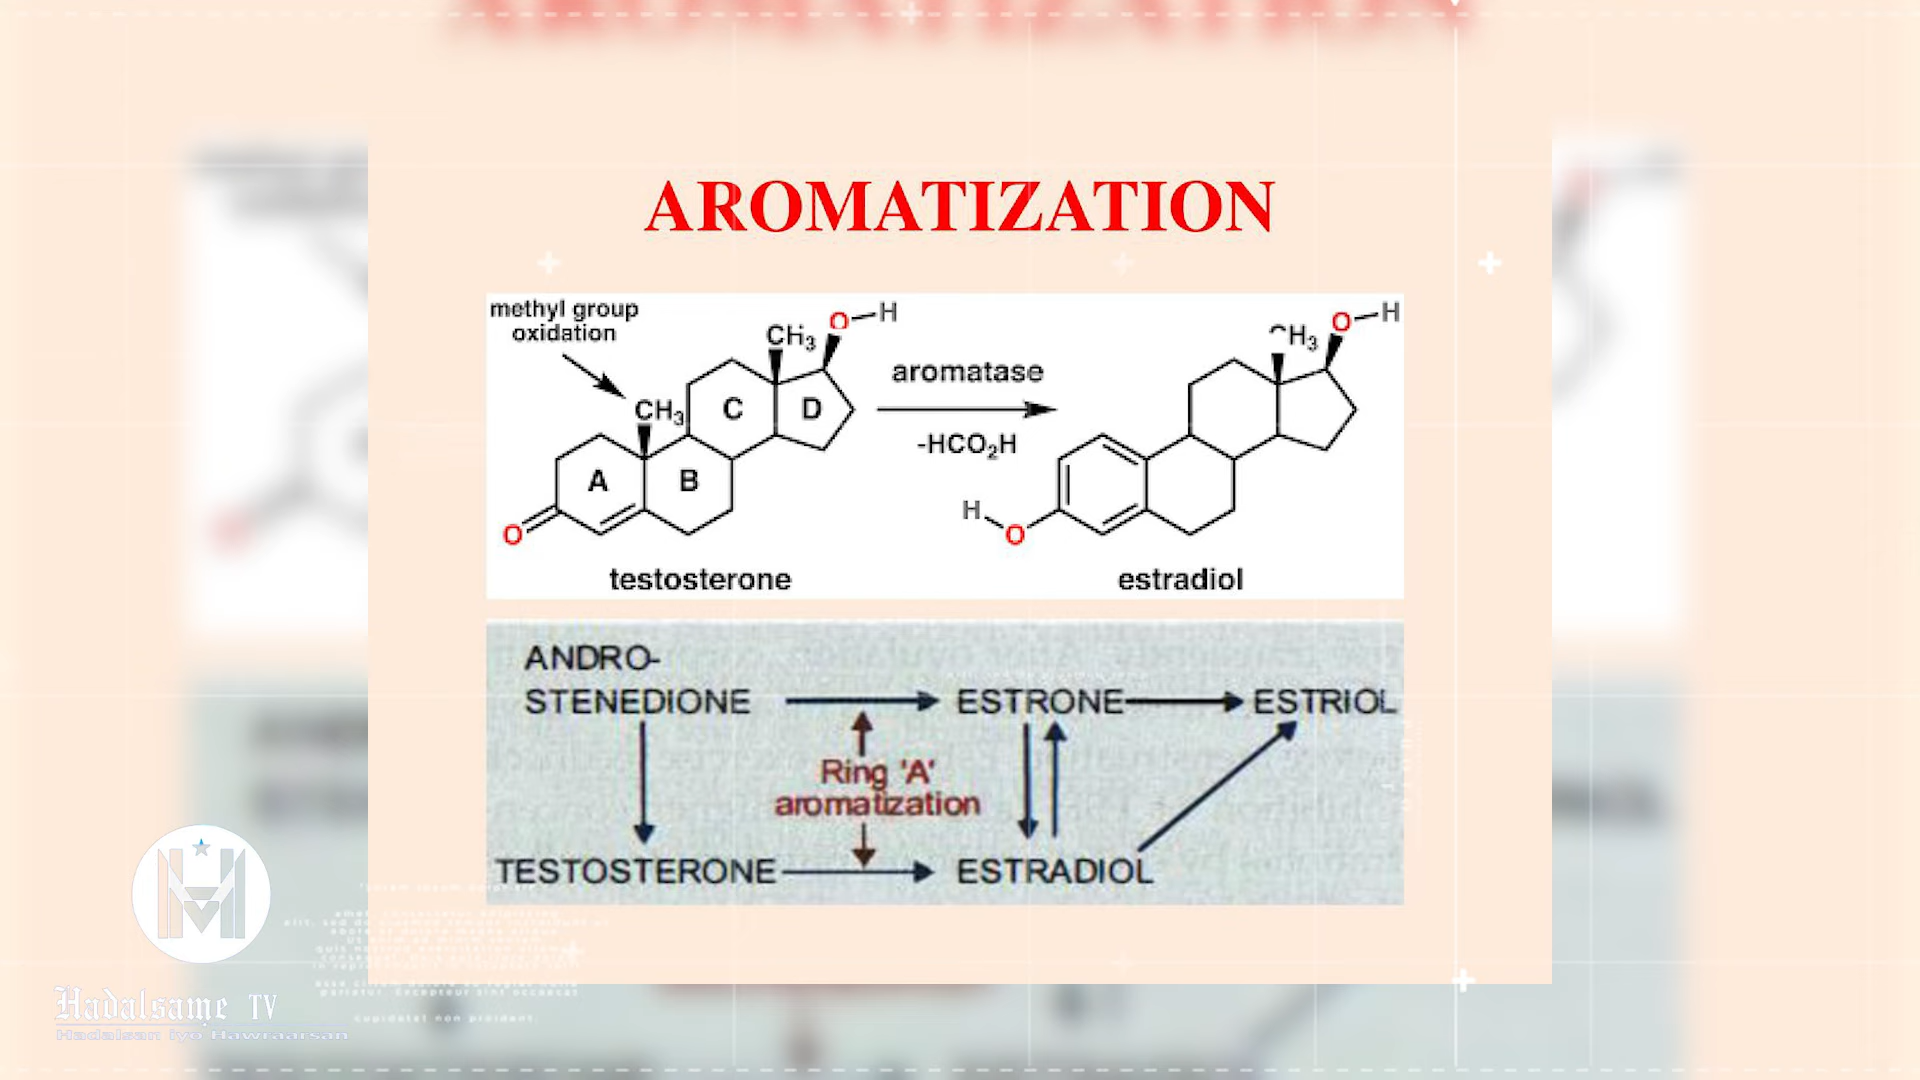 AROMATIZATION
methyl group
oxidation
CH3
CH3
O H
A
B
C
D
O
testosterone
aromatase
-HCO2H
H3
O H
H
O
estradiol
ANDRO-
STENEDIONE
ESTRONE
ESTRIOL
Ring 'A'
aromatization
TESTOSTERONE
ESTRADIOL
Hadalsame TV
Hadalsan iyo Hawraarsan